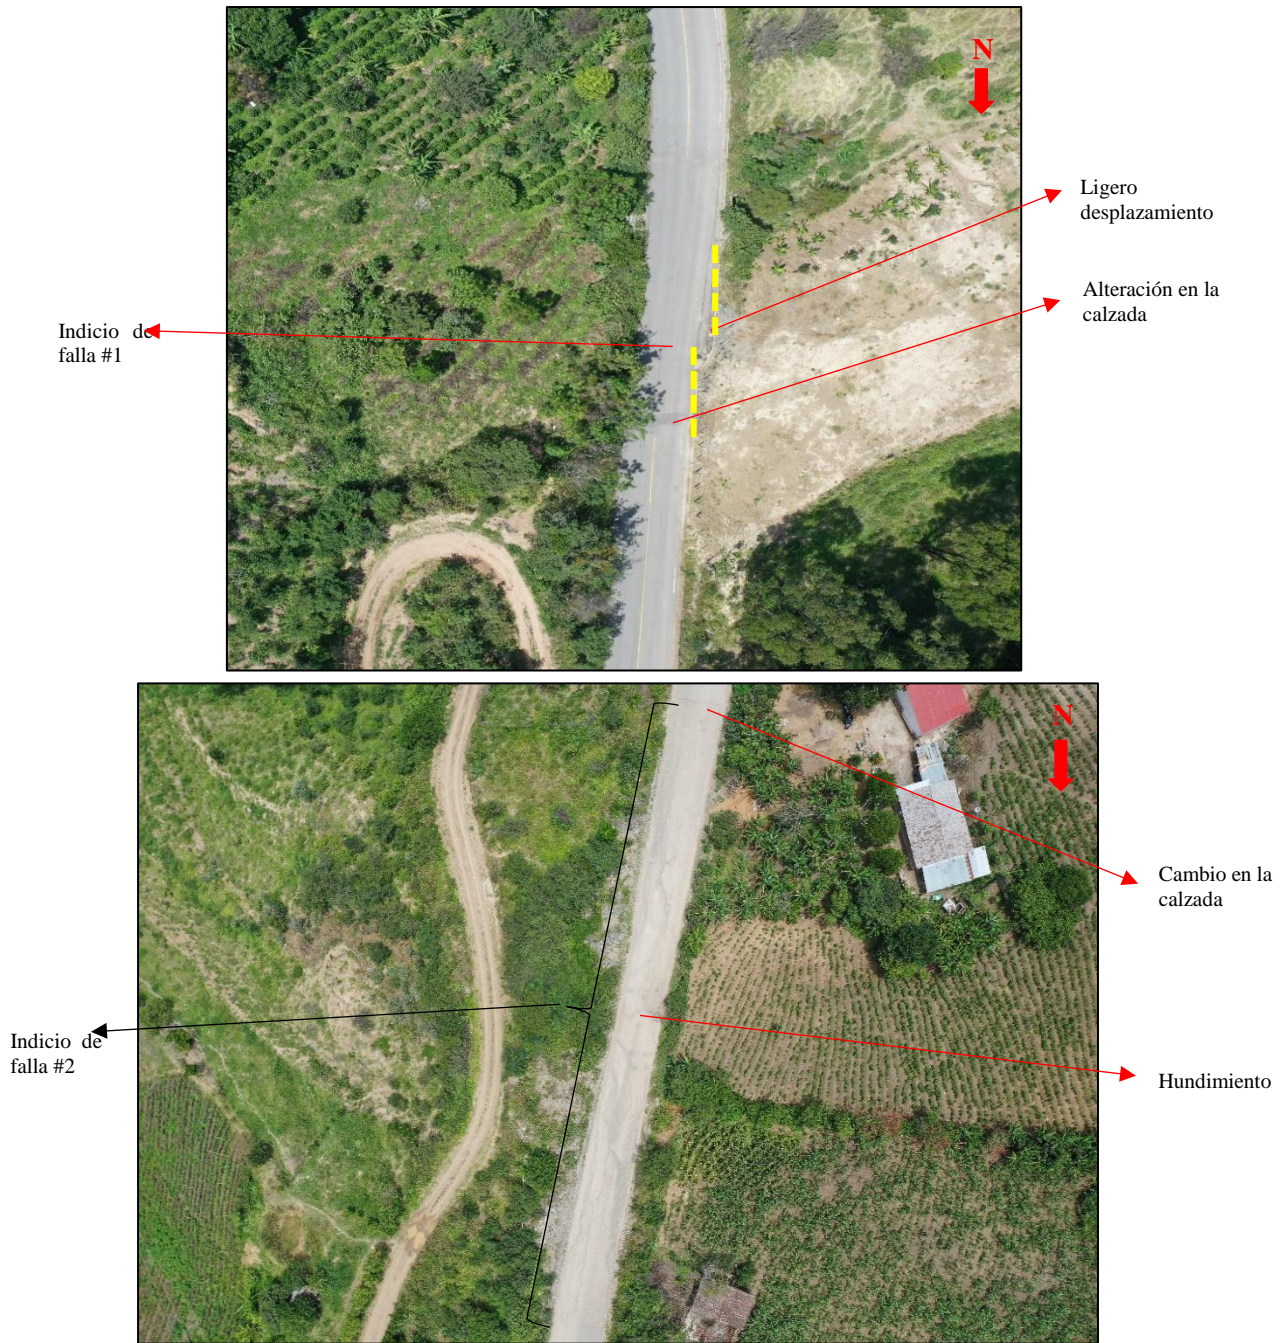 N
Ligero
desplazamiento
Alteración en la
calzada
Indicio de
falla #1
N
Cambio en la
calzada
Indicio de
falla #2
Hundimiento